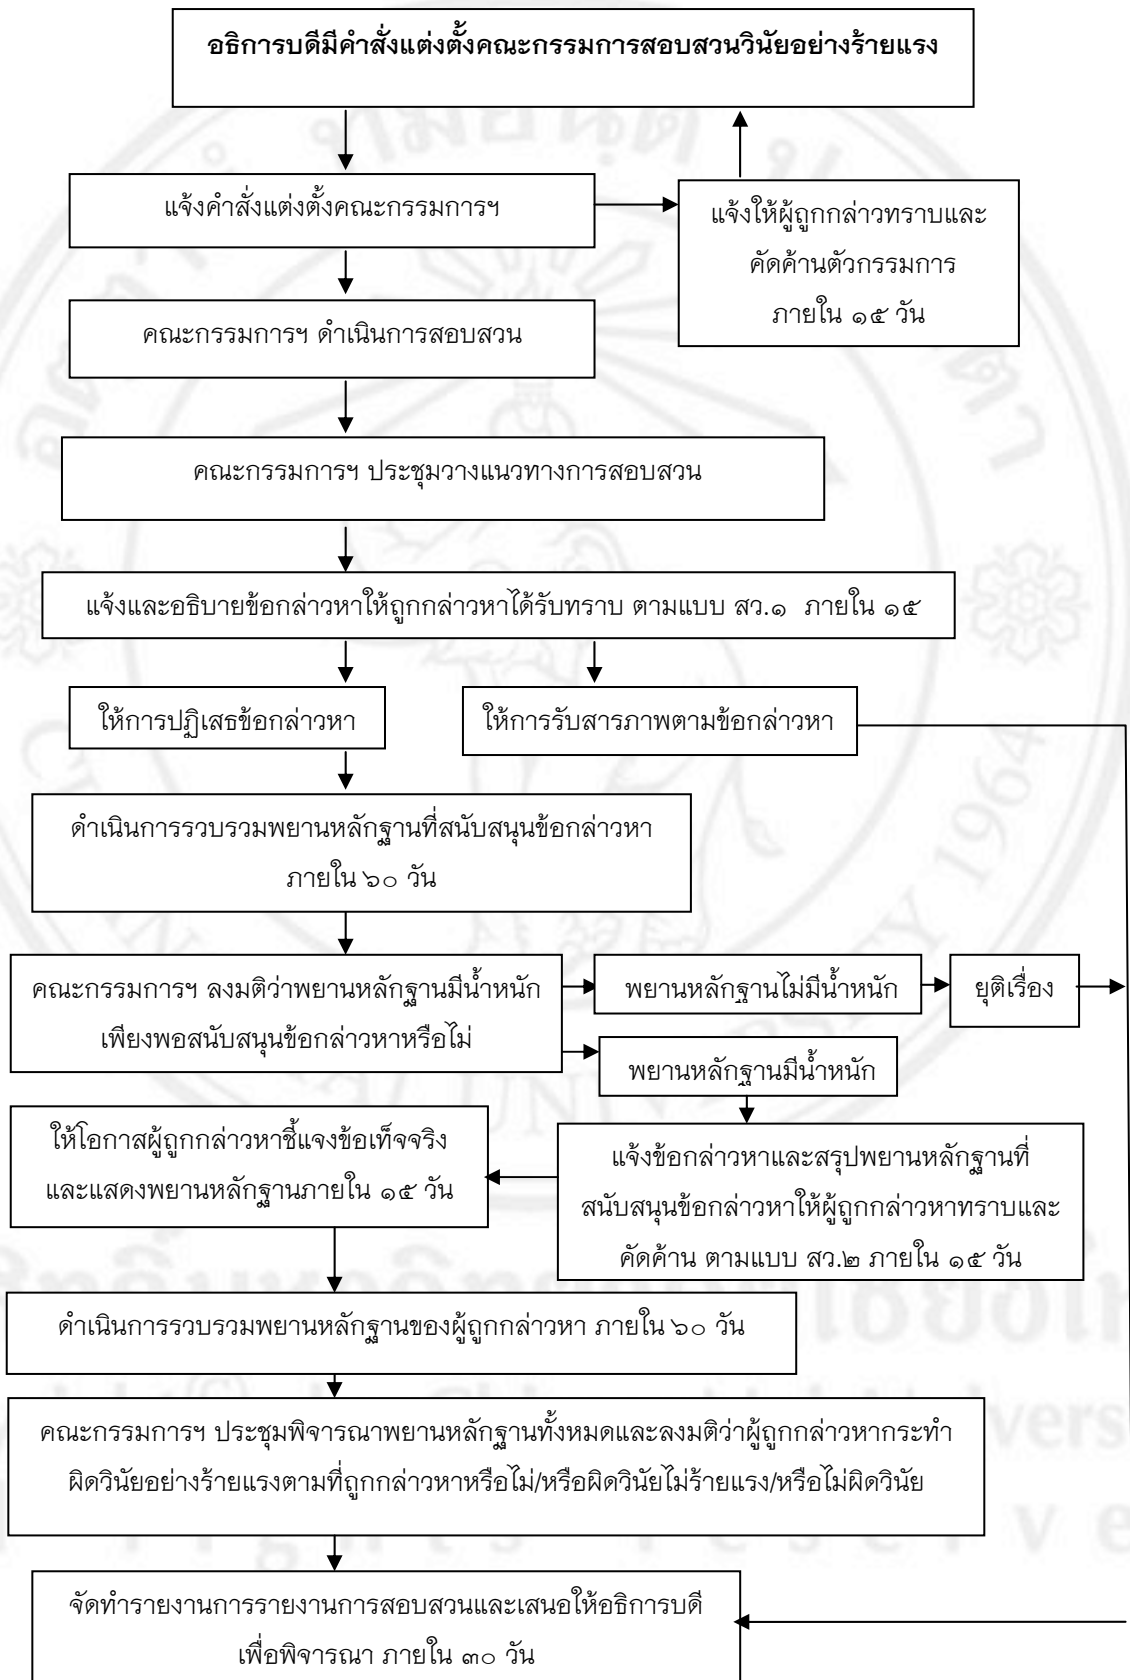 อธิการบดีมีคำสั่งแต่งตั้งคณะกรรมการสอบสวนวินัยอย่างร้ายแรง
แจ้งคำสั่งแต่งตั้งคณะกรรมการฯ
แจ้งให้ผู้ถูกกล่าวทราบและ
คัดค้านตัวกรรมการ
ภายใน ๑๕ วัน
คณะกรรมการฯ ดำเนินการสอบสวน
คณะกรรมการฯ ประชุมวางแนวทางการสอบสวน
แจ้งและอธิบายข้อกล่าวหาให้ถูกกล่าวหาได้รับทราบ ตามแบบ สว.๑ ภายใน ๑๕
ให้การปฏิเสธข้อกล่าวหา
ให้การรับสารภาพตามข้อกล่าวหา
ดำเนินการรวบรวมพยานหลักฐานที่สนับสนุนข้อกล่าวหา
ภายใน ๖๐ วัน
คณะกรรมการฯ ลงมติว่าพยานหลักฐานมีน้ำหนัก
เพียงพอสนับสนุนข้อกล่าวหาหรือไม่
พยานหลักฐานไม่มีน้ำหนัก
ยุติเรื่อง
พยานหลักฐานมีน้ำหนัก
ให้โอกาสผู้ถูกกล่าวหาชี้แจงข้อเท็จจริง
และแสดงพยานหลักฐานภายใน ๑๕ วัน
แจ้งข้อกล่าวหาและสรุปพยานหลักฐานที่
สนับสนุนข้อกล่าวหาให้ผู้ถูกกล่าวหาทราบและ
คัดค้าน ตามแบบ สว.๒ ภายใน ๑๕ วัน
ดำเนินการรวบรวมพยานหลักฐานของผู้ถูกกล่าวหา ภายใน ๖๐ วัน
คณะกรรมการฯ ประชุมพิจารณาพยานหลักฐานทั้งหมดและลงมติว่าผู้ถูกกล่าวหากระทำ
ผิดวินัยอย่างร้ายแรงตามที่ถูกกล่าวหาหรือไม่/หรือผิดวินัยไม่ร้ายแรง/หรือไม่ผิดวินัย
จัดทำรายงานการรายงานการสอบสวนและเสนอให้อธิการบดี
เพื่อพิจารณา ภายใน ๓๐ วัน